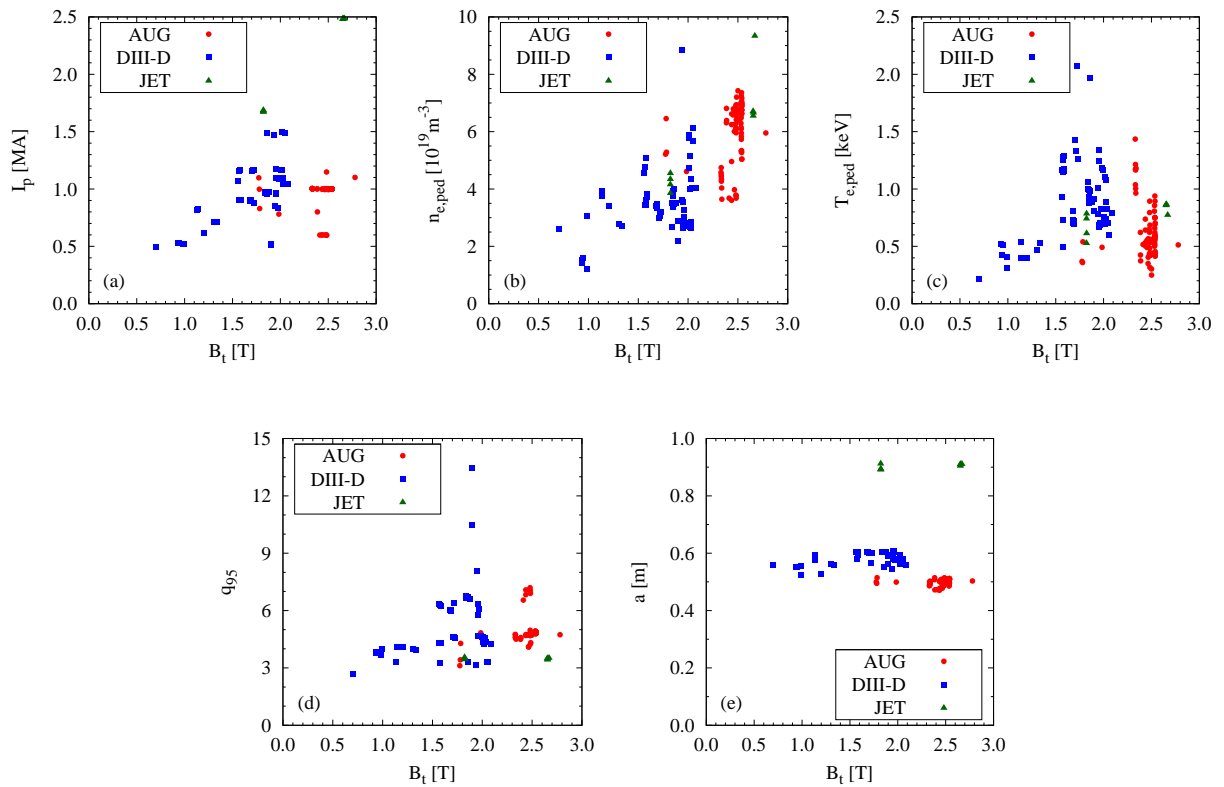 2.5
2.0
1.5
1.0
0.5
0.0
I_p [MA]
AUG
DIII-D
JET
(a)
0.0 0.5 1.0 1.5 2.0 2.5 3.0
B_t [T]
10
8
6
4
2
0
n_{e,ped} [10^{19} m^{-3}]
AUG
DIII-D
JET
(b)
0.0 0.5 1.0 1.5 2.0 2.5 3.0
B_t [T]
2.5
2.0
1.5
1.0
0.5
0.0
T_{e,ped} [keV]
AUG
DIII-D
JET
(c)
0.0 0.5 1.0 1.5 2.0 2.5 3.0
B_t [T]
15
12
9
6
3
0
q_{95}
AUG
DIII-D
JET
(d)
0.0 0.5 1.0 1.5 2.0 2.5 3.0
B_t [T]
1.0
0.8
0.6
0.4
0.2
0.0
a [m]
AUG
DIII-D
JET
(e)
0.0 0.5 1.0 1.5 2.0 2.5 3.0
B_t [T]